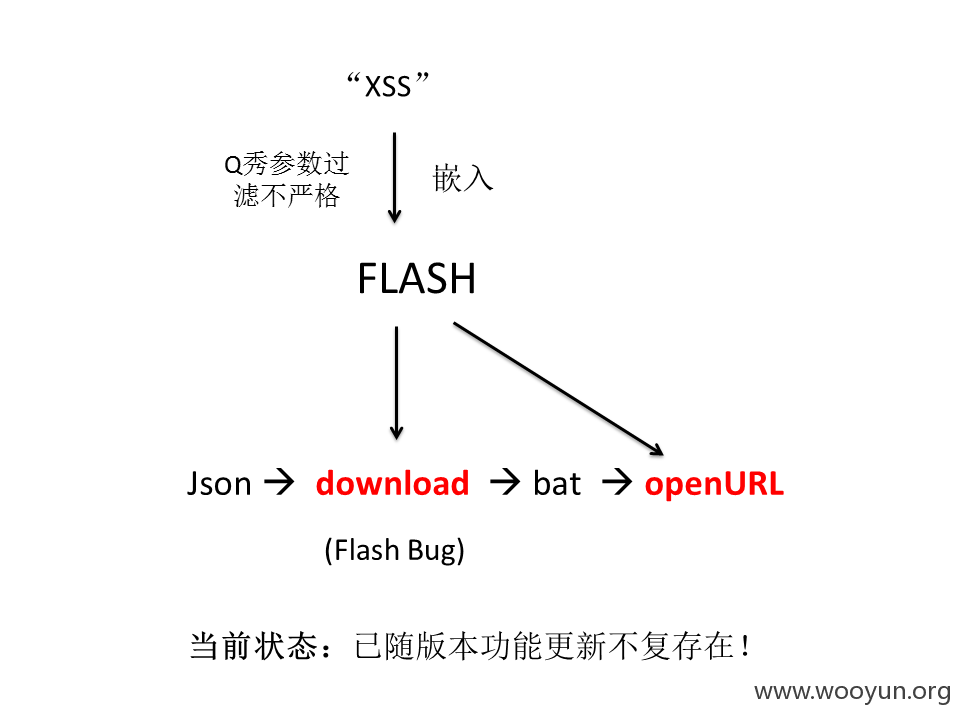 “XSS”
Q秀参数过
滤不严格
嵌入
FLASH
Json → download → bat → openURL
(Flash Bug)
当前状态：已随版本功能更新不复存在！
www.wooyun.org